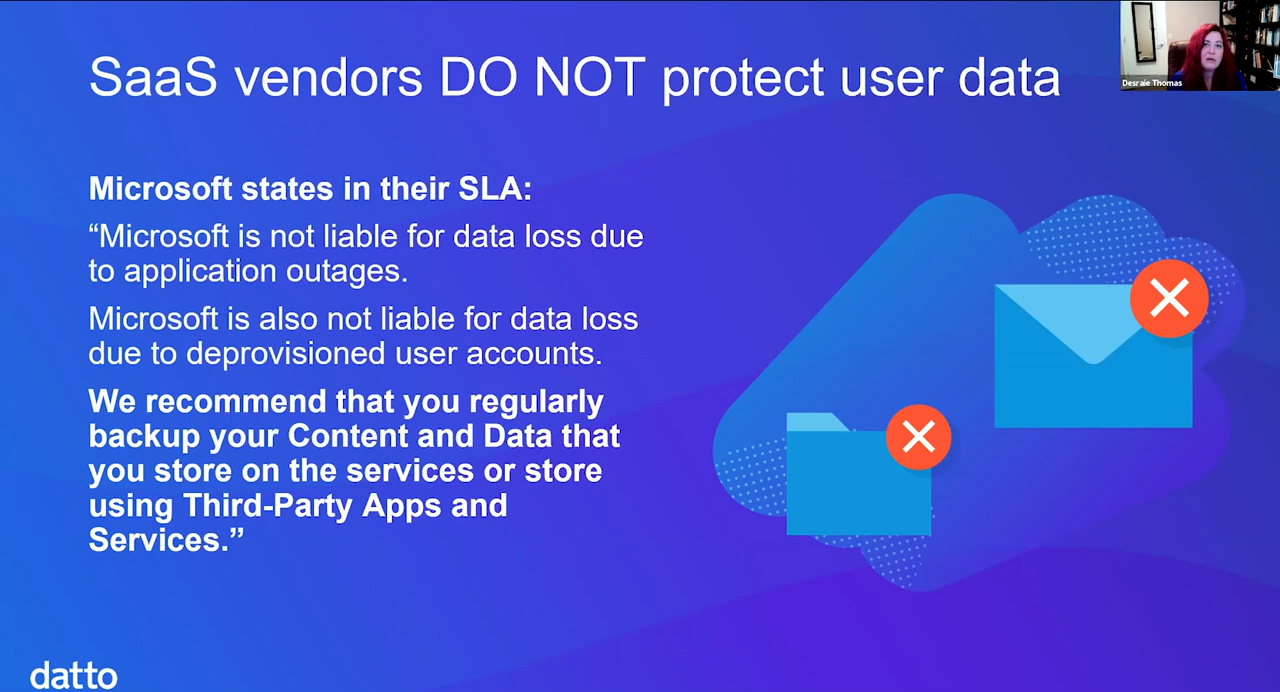 SaaS vendors DO NOT protect user data
Desraie Thomas
Microsoft states in their SLA:
“Microsoft is not liable for data loss due
to application outages.
Microsoft is also not liable for data loss
due to deprovisioned user accounts.
We recommend that you regularly
backup your Content and Data that
you store on the services or store
using Third-Party Apps and
Services.”
datto